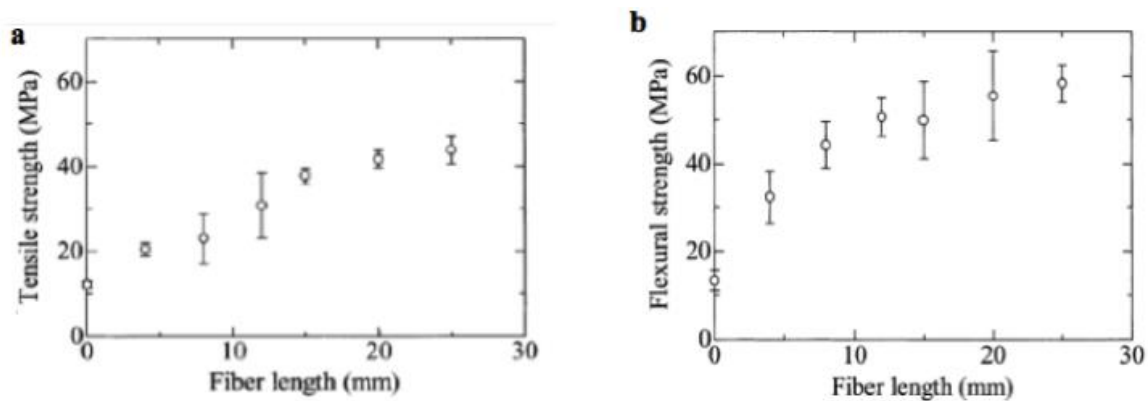 a
Tensile strength (MPa)
60
40
20
0
0 10 20 30
Fiber length (mm)
b
Flexural strength (MPa)
60
40
20
0
0 10 20 30
Fiber length (mm)